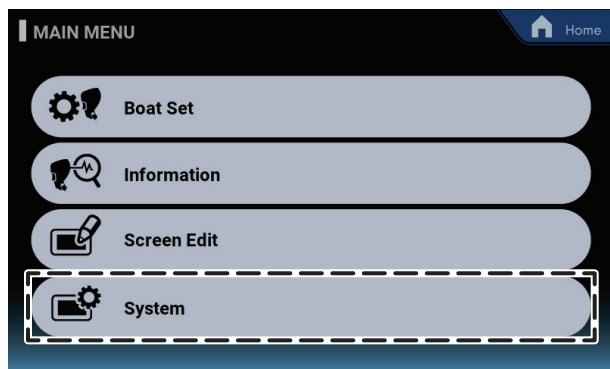 MAIN MENU
Home
Boat Set
Information
Screen Edit
System